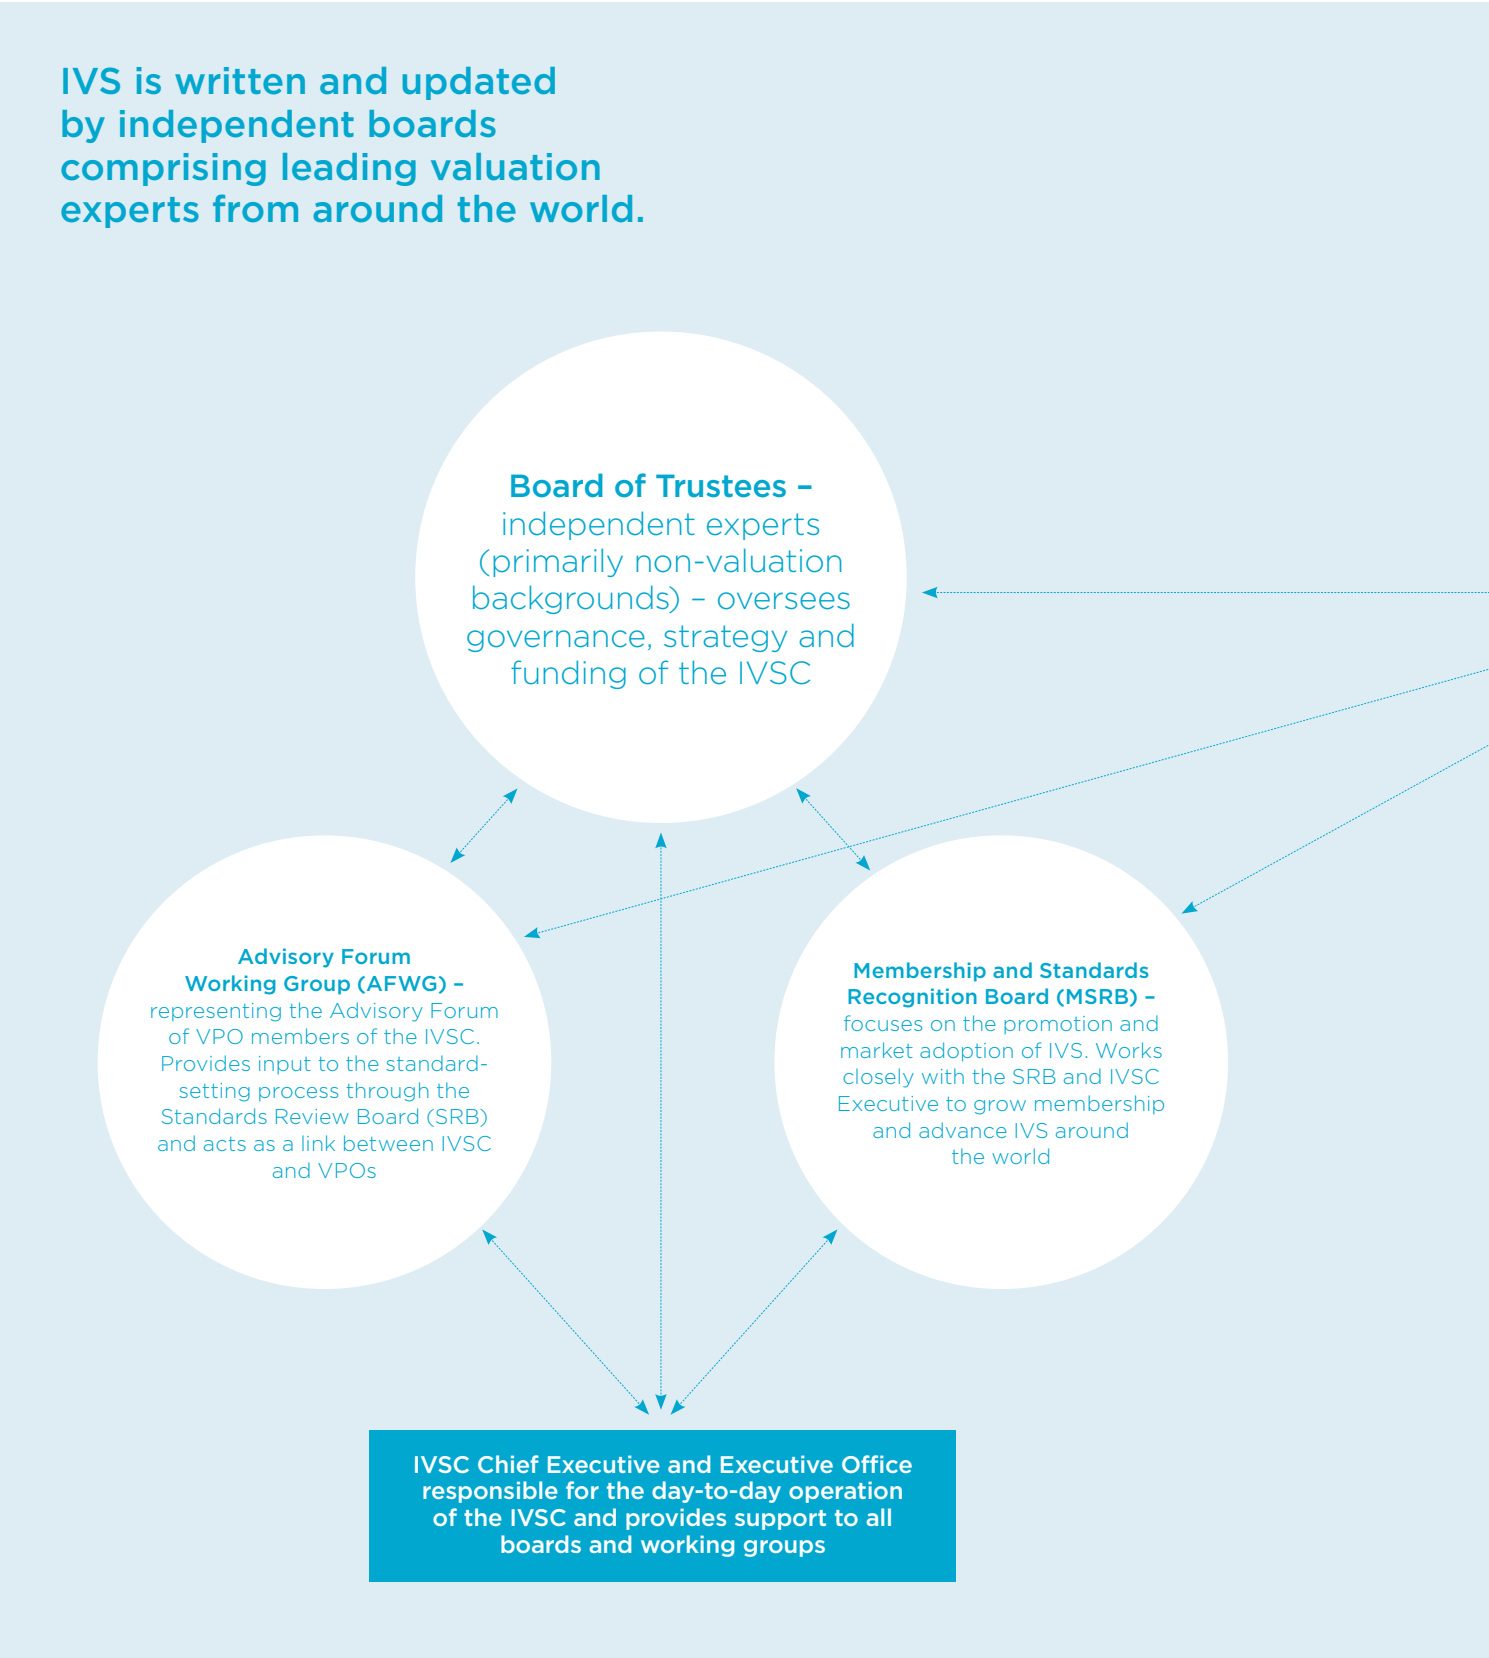 IVS is written and updated
by independent boards
comprising leading valuation
experts from around the world.
Board of Trustees –
independent experts
(primarily non-valuation
backgrounds) – oversees
governance, strategy and
funding of the IVSC
Advisory Forum
Working Group (AFWG) –
representing the Advisory Forum
of VPO members of the IVSC.
Provides input to the standard-
setting process through the
Standards Review Board (SRB)
and acts as a link between IVSC
and VPOs
Membership and Standards
Recognition Board (MSRB) –
focuses on the promotion and
market adoption of IVS. Works
closely with the SRB and IVSC
Executive to grow membership
and advance IVS around
the world
IVSC Chief Executive and Executive Office
responsible for the day-to-day operation
of the IVSC and provides support to all
boards and working groups